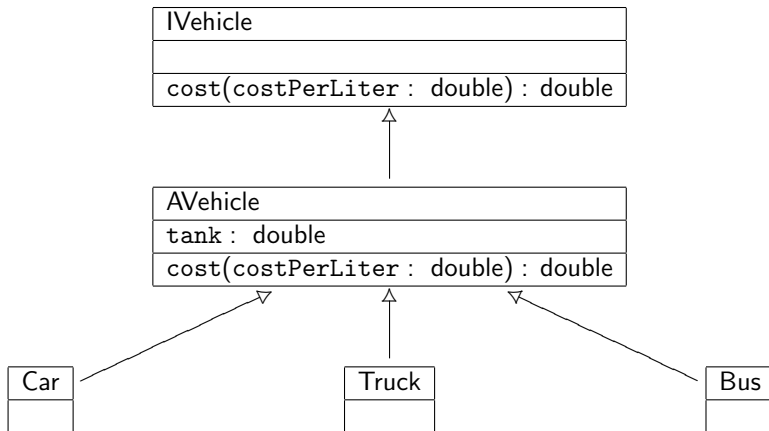 IVehicle
cost(costPerLiter : double) : double
AVehicle
tank : double
cost(costPerLiter : double) : double
Car
Truck
Bus